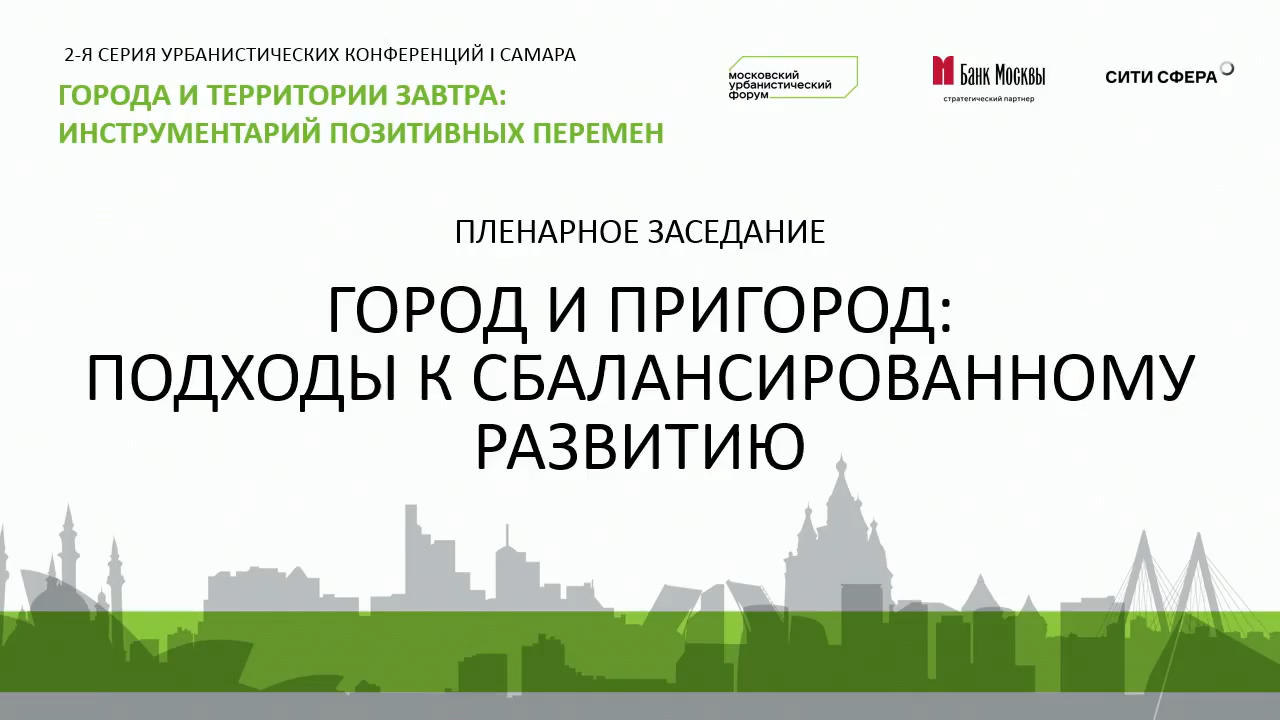 2-Я СЕРИЯ УРБАНИСТИЧЕСКИХ КОНФЕРЕНЦИЙ I САМАРА
ГОРОДА И ТЕРРИТОРИИ ЗАВТРА:
ИНСТРУМЕНТАРИЙ ПОЗИТИВНЫХ ПЕРЕМЕН
московский
урбанистический
форум
Банк Москвы
стратегический партнер
СИТИ СФЕРА
ПЛЕНАРНОЕ ЗАСЕДАНИЕ
ГОРОД И ПРИГОРОД:
ПОДХОДЫ К СБАЛАНСИРОВАННОМУ
РАЗВИТИЮ